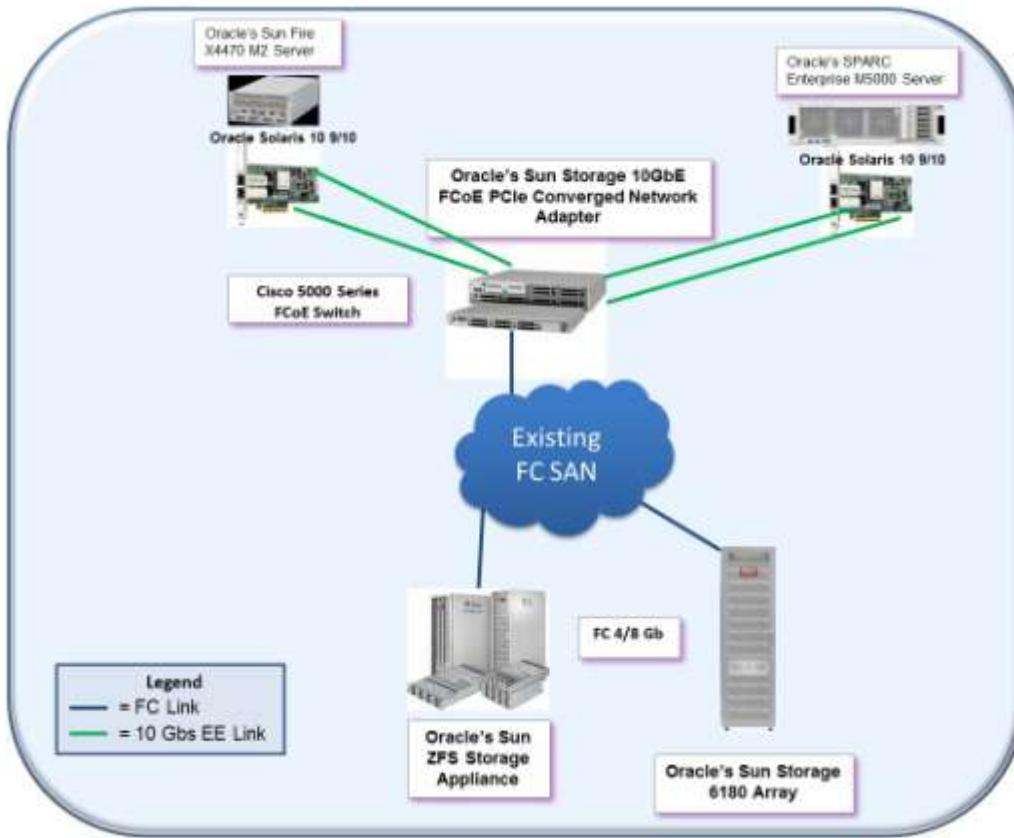 Oracle's Sun Fire
X4470 M2 Server
Oracle Solaris 10 9/10
Oracle's SPARC
Enterprise M5000 Server
Oracle Solaris 10 9/10
Oracle's Sun Storage 10GbE
FCoE PCIe Converged Network
Adapter
Cisco 5000 Series
FCoE Switch
Existing
FC SAN
FC 4/8 Gb
Legend
= FC Link
= 10 Gbs EE Link
Oracle's Sun
ZFS Storage
Appliance
Oracle's Sun Storage
6180 Array